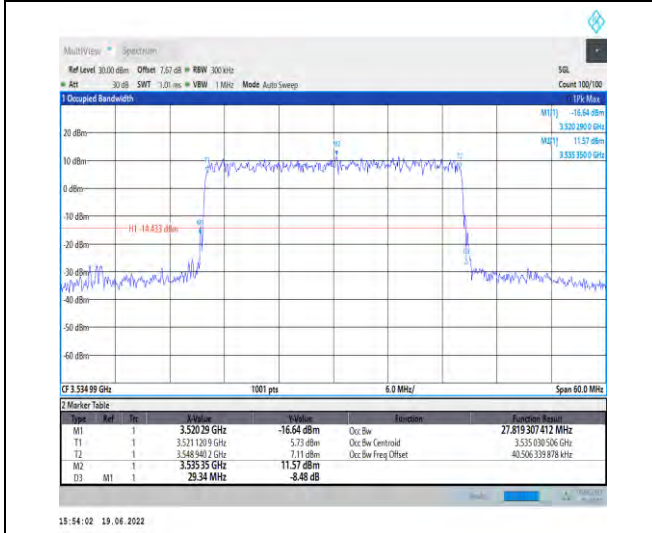 MultiView Spectrum
Ref Level 30.00 dBm Offset 7.67 dB RBW 300 kHz SGL
Att 30 dB SWT 1.01 ms VBW 1 MHz Mode Auto Sweep Count 100/100
1 Occupied Bandwidth 1Pk Max
M1[1] -16.64 dBm
3.520 290 0 GHz
20 dBm M2[1] 11.57 dBm
3.535 350 0 GHz
M2
10 dBm
0 dBm
-10 dBm
H1 -14.433 dBm
-20 dBm
-30 dBm
-40 dBm
-50 dBm
-60 dBm
CF 3.534 99 GHz 1001 pts 6.0 MHz/ Span 60.0 MHz
2 Marker Table
Type Ref Trc X-Value Y-Value Function Function Result
M1 1 3.520 29 GHz -16.64 dBm Occ Bw 27.819 307 412 MHz
T1 1 3.521 120 9 GHz 5.73 dBm Occ Bw Centroid 3.535 030 506 GHz
T2 1 3.548 940 2 GHz 7.11 dBm Occ Bw Freq Offset 40.506 339 878 kHz
M2 1 3.535 35 GHz 11.57 dBm
D3 M1 1 29.34 MHz -8.48 dB
15:54:02 19.06.2022